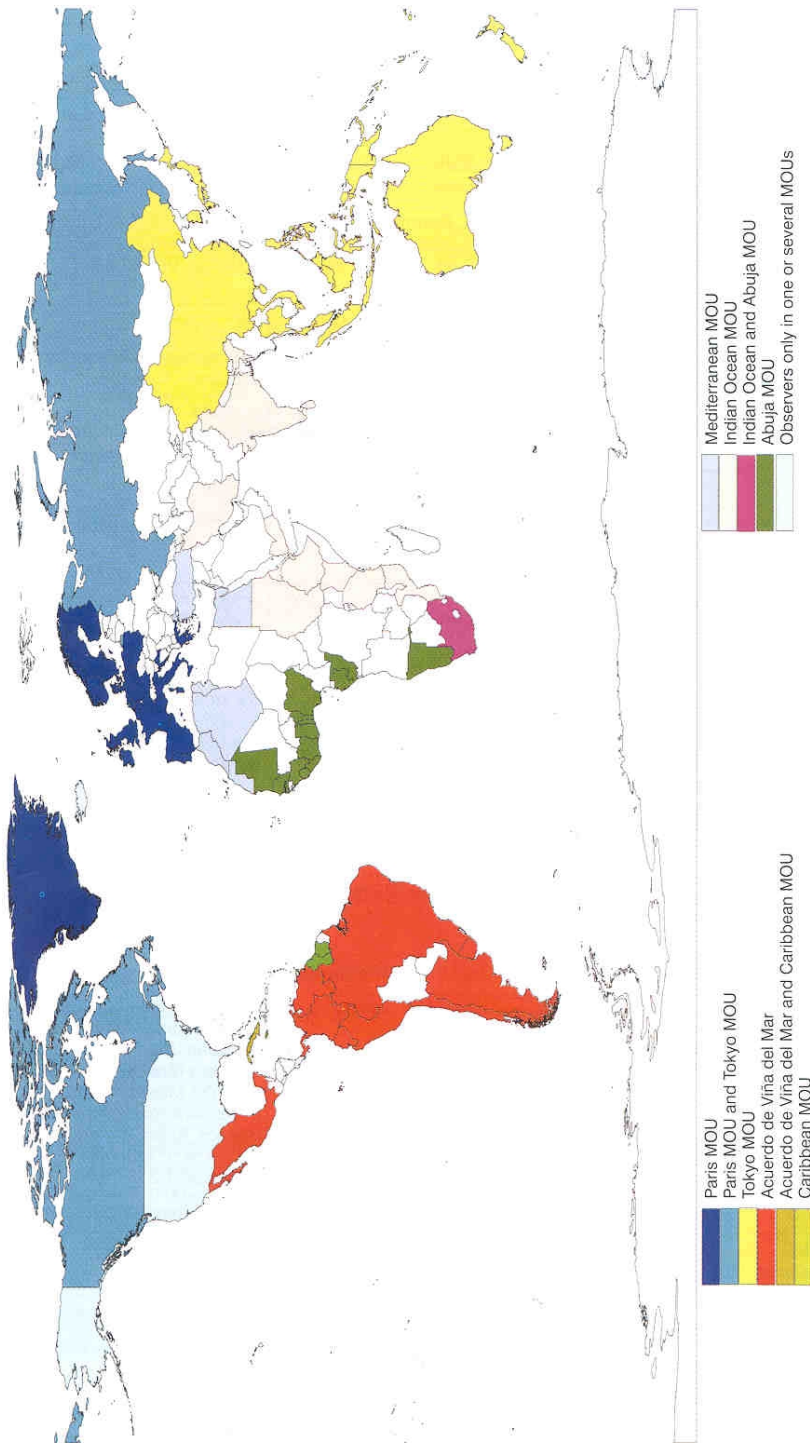 Paris MOU
Paris MOU and Tokyo MOU
Tokyo MOU
Acuerdo de Viña del Mar
Acuerdo de Viña del Mar and Caribbean MOU
Caribbean MOU
Mediterranean MOU
Indian Ocean MOU
Indian Ocean and Abuja MOU
Abuja MOU
Observers only in one or several MOUs